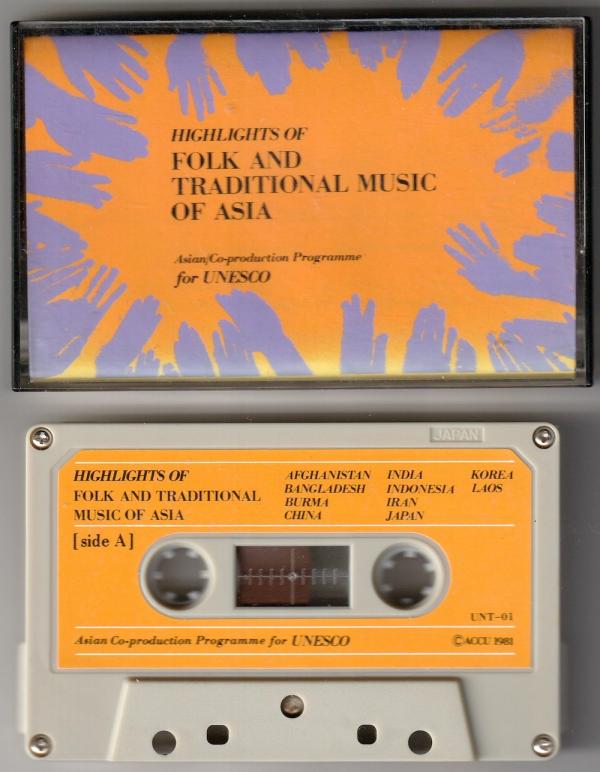 HIGHLIGHTS OF
FOLK AND
TRADITIONAL MUSIC
OF ASIA
Asian/Co-production Programme
for UNESCO
JAPAN
HIGHLIGHTS OF
FOLK AND TRADITIONAL
MUSIC OF ASIA
AFGHANISTAN
BANGLADESH
BURMA
CHINA
INDIA
INDONESIA
IRAN
JAPAN
KOREA
LAOS
[side A]
UNT-01
Asian Co-production Programme for UNESCO
©ACCU 1981